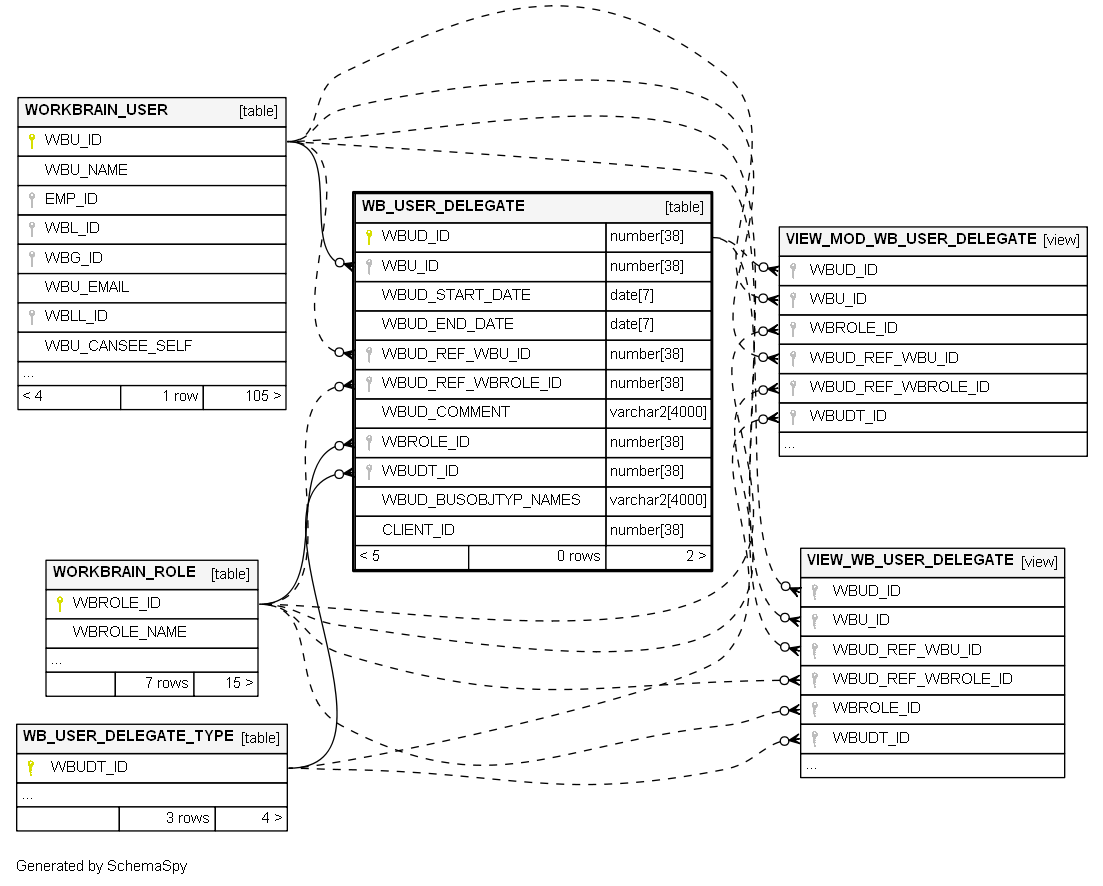 WORKBRAIN_USER [table]
WBU_ID
WBU_NAME
EMP_ID
WBL_ID
WBG_ID
WBU_EMAIL
WBLL_ID
WBU_CANSEE_SELF
...
< 4 1 row 105 >
WB_USER_DELEGATE [table]
WBUD_ID number[38]
WBU_ID number[38]
WBUD_START_DATE date[7]
WBUD_END_DATE date[7]
WBUD_REF_WBU_ID number[38]
WBUD_REF_WBROLE_ID number[38]
WBUD_COMMENT varchar2[4000]
WBROLE_ID number[38]
WBUDT_ID number[38]
WBUD_BUSOBJTYP_NAMES varchar2[4000]
CLIENT_ID number[38]
< 5 0 rows 2 >
VIEW_MOD_WB_USER_DELEGATE [view]
WBUD_ID
WBU_ID
WBROLE_ID
WBUD_REF_WBU_ID
WBUD_REF_WBROLE_ID
WBUDT_ID
...
WORKBRAIN_ROLE [table]
WBROLE_ID
WBROLE_NAME
...
7 rows 15 >
VIEW_WB_USER_DELEGATE [view]
WBUD_ID
WBU_ID
WBUD_REF_WBU_ID
WBUD_REF_WBROLE_ID
WBROLE_ID
WBUDT_ID
...
WB_USER_DELEGATE_TYPE [table]
WBUDT_ID
...
3 rows 4 >
Generated by SchemaSpy